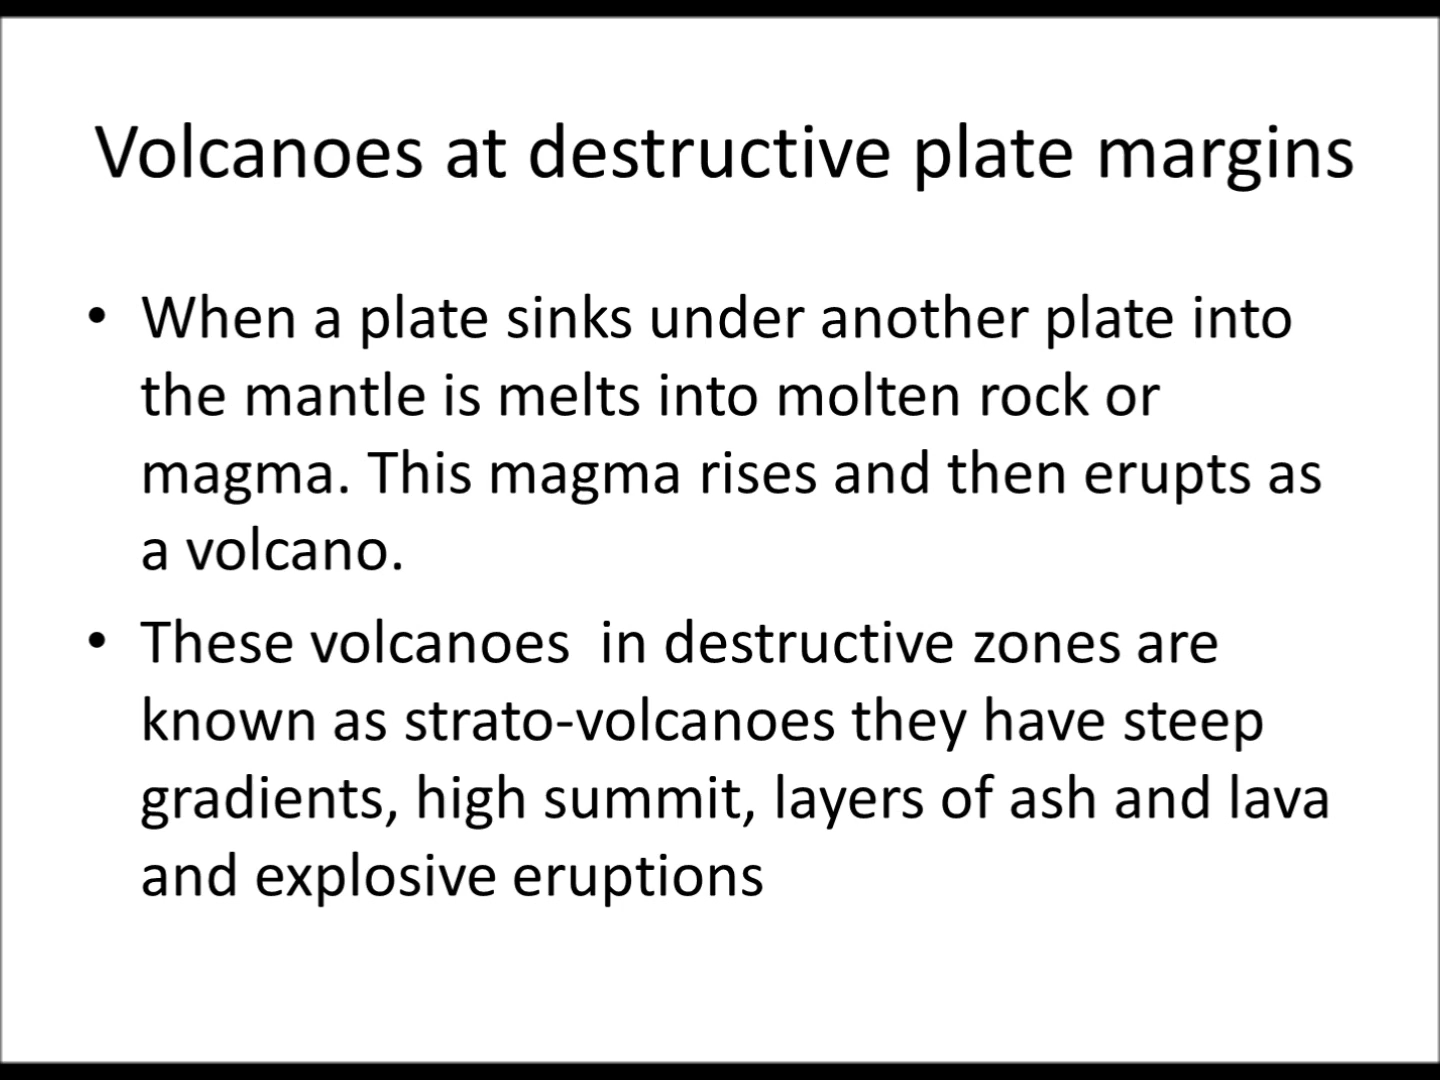 Volcanoes at destructive plate margins
• When a plate sinks under another plate into
the mantle is melts into molten rock or
magma. This magma rises and then erupts as
a volcano.
• These volcanoes  in destructive zones are
known as strato-volcanoes they have steep
gradients, high summit, layers of ash and lava
and explosive eruptions